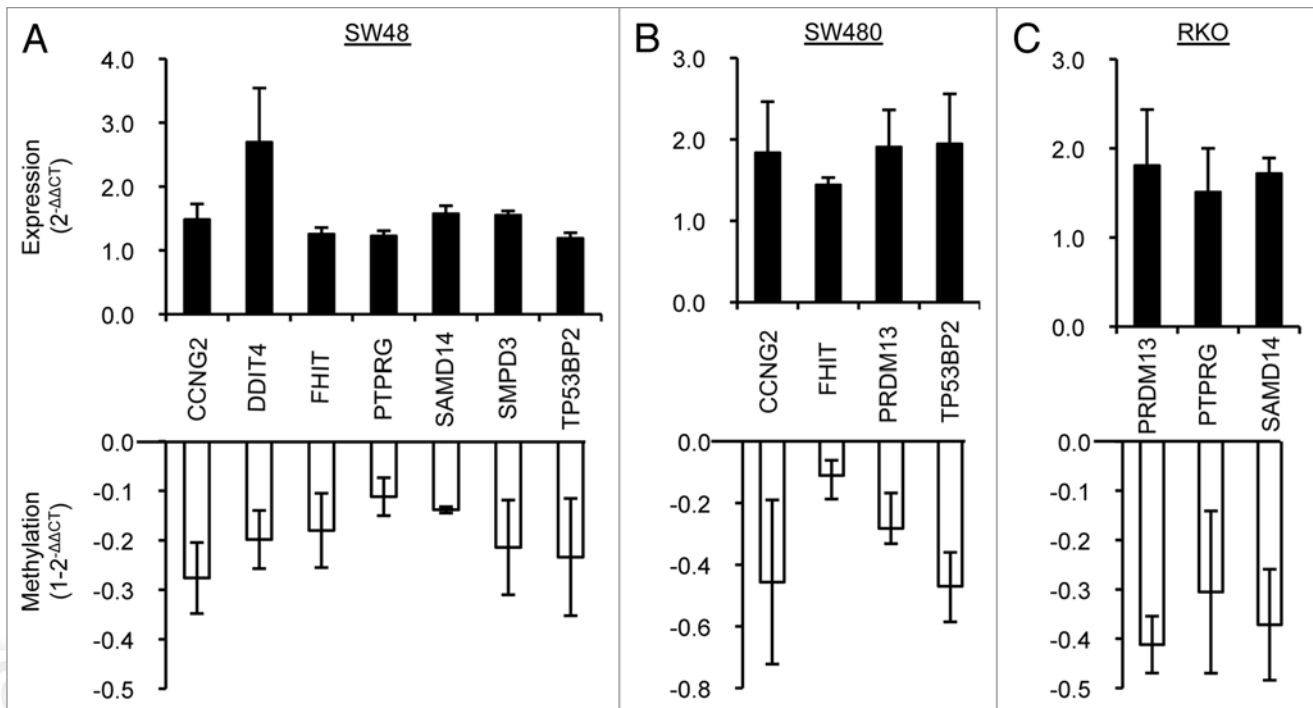 A
SW48
Expression
(2-ΔΔCT)
4.0
3.0
2.0
1.0
0.0
CCNG2
DDIT4
FHIT
PTPRG
SAMD14
SMPD3
TP53BP2
Methylation
(1-2-ΔΔCT)
0.0
-0.1
-0.2
-0.3
-0.4
-0.5
B
SW480
3.0
2.0
1.0
0.0
CCNG2
FHIT
PRDM13
TP53BP2
0.0
-0.2
-0.4
-0.6
-0.8
C
RKO
3.0
2.0
1.0
0.0
PRDM13
PTPRG
SAMD14
0.0
-0.1
-0.2
-0.3
-0.4
-0.5